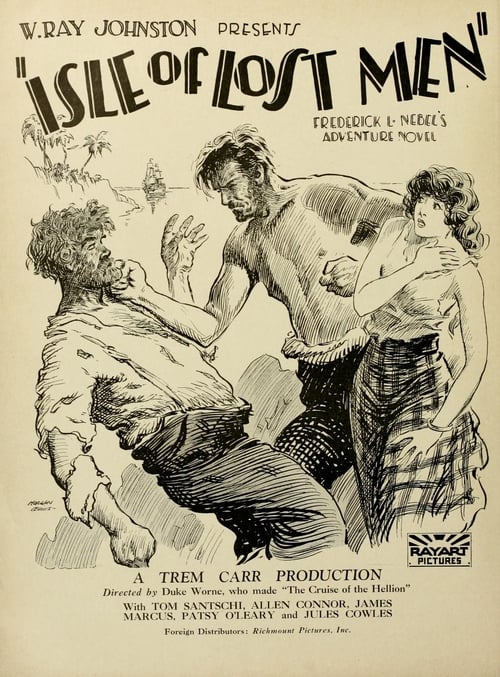 W. RAY JOHNSTON PRESENTS
"ISLE OF LOST MEN"
FREDERICK L. NEBEL'S
ADVENTURE NOVEL
RAYART
PICTURES
A TREM CARR PRODUCTION
Directed by Duke Worne, who made "The Cruise of the Hellion"
With TOM SANTSCHI, ALLEN CONNOR, JAMES
MARCUS, PATSY O'LEARY and JULES COWLES
Foreign Distributors: Richmount Pictures, Inc.